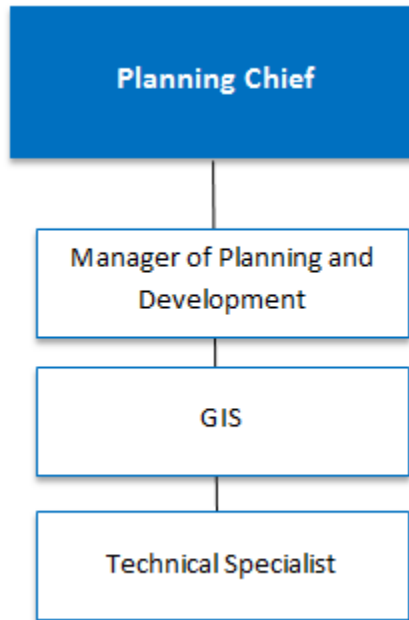 Planning Chief
Manager of Planning and
Development
GIS
Technical Specialist